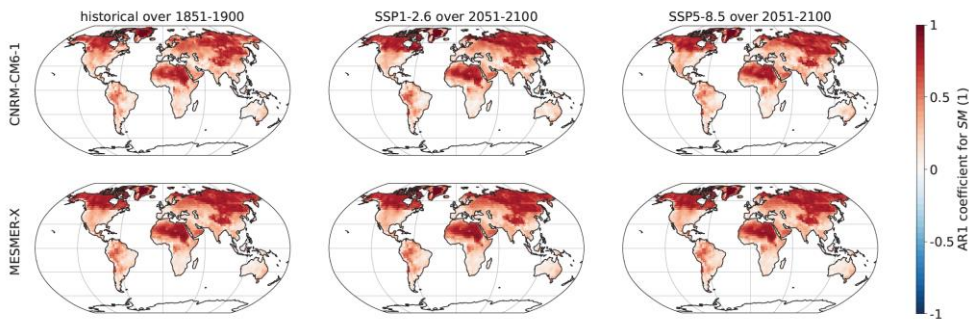 historical over 1851-1900
SSP1-2.6 over 2051-2100
SSP5-8.5 over 2051-2100
CNRM-CM6-1
MESMER-X
1
0.5
0
-0.5
-1
AR1 coefficient for SM (1)